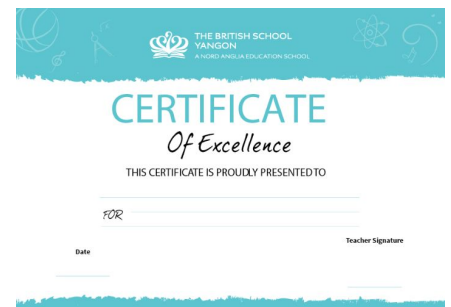 THE BRITISH SCHOOL
YANGON
A NORD ANGLIA EDUCATION SCHOOL
CERTIFICATE
Of Excellence
THIS CERTIFICATE IS PROUDLY PRESENTED TO
FOR
Teacher Signature
Date